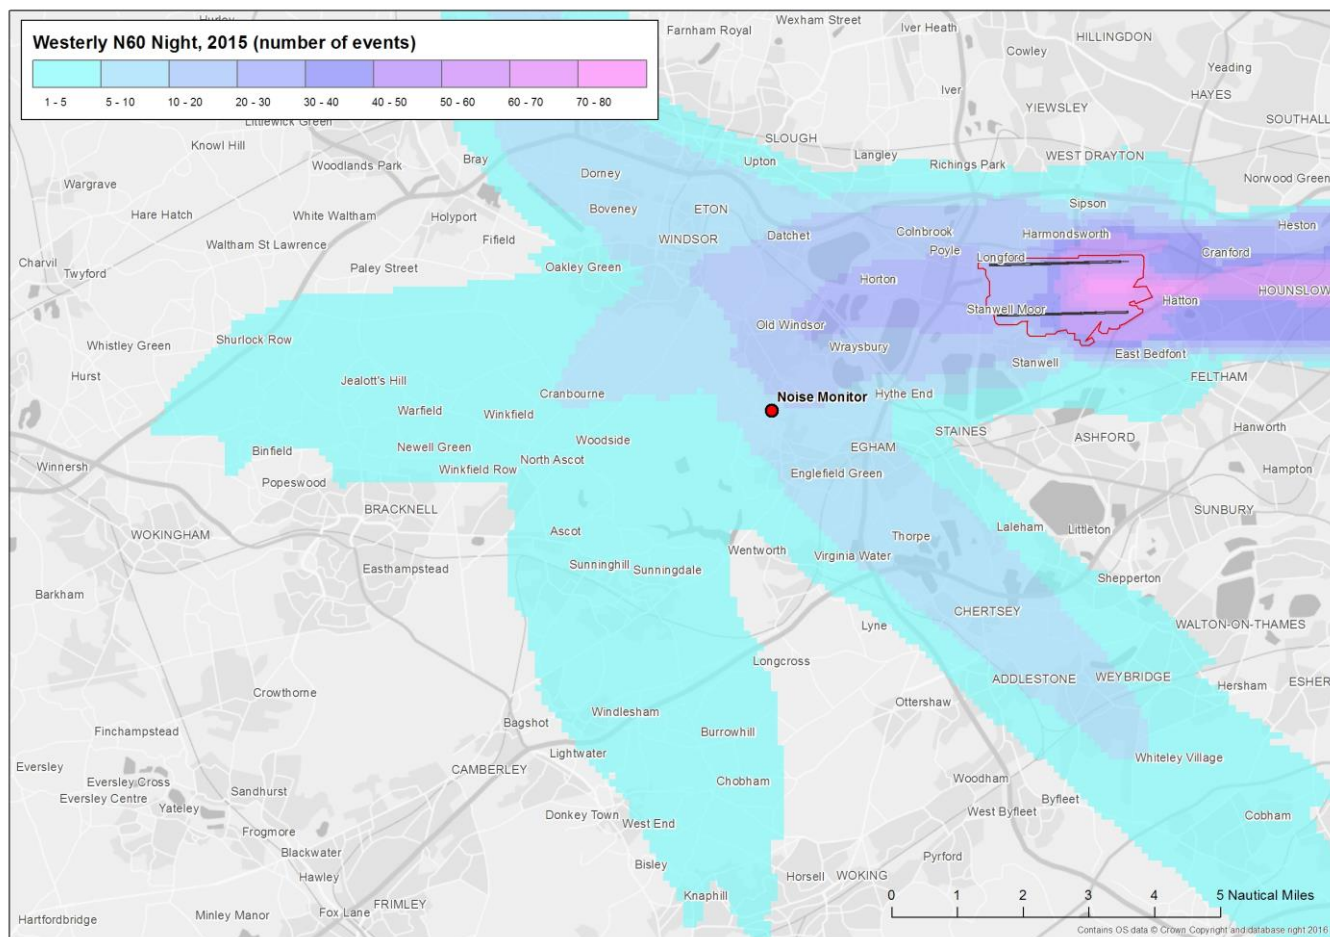 Westerly N60 Night, 2015 (number of events)
1 - 5 5 - 10 10 - 20 20 - 30 30 - 40 40 - 50 50 - 60 60 - 70 70 - 80
Wexham Street
Farnham Royal
Iver Heath
HILLINGDON
Cowley
Yeading
Iver
HAYES
YIEWSLEY
SOUTHALL
Littlewick Green
Knowl Hill
SLOUGH
Woodlands Park
Bray
Upton
Langley
WEST DRAYTON
Richings Park
Dorney
Norwood Green
Wargrave
Sipson
Hare Hatch
White Waltham
Holyport
Boveney
ETON
Heston
Colnbrook
Harmondsworth
Datchet
Fifield
WINDSOR
Waltham St Lawrence
Poyle
Cranford
Longford
Charvil
Twyford
Paley Street
Oakley Green
Horton
HOUNSLOW
Hatton
Stanwell Moor
Old Windsor
Shurlock Row
Whistley Green
Wraysbury
East Bedfont
Stanwell
Hurst
Jealott's Hill
FELTHAM
Cranbourne
Noise Monitor
Hythe End
Warfield
Winkfield
Hanworth
STAINES
ASHFORD
Woodside
Newell Green
EGHAM
Binfield
North Ascot
Winnersh
Winkfield Row
Englefield Green
Hampton
Popeswood
BRACKNELL
SUNBURY
Laleham
Littleton
WOKINGHAM
Ascot
Thorpe
Wentworth
Virginia Water
Easthampstead
Sunninghill
Sunningdale
Shepperton
Barkham
CHERTSEY
Lyne
WALTON-ON-THAMES
Longcross
ADDLESTONE
WEYBRIDGE
Hersham
ESHER
Crowthorne
Ottershaw
Windlesham
Bagshot
Finchampstead
Burrowhill
Lightwater
Whiteley Village
Eversley
CAMBERLEY
Eversley Cross
Chobham
Woodham
Sandhurst
Eversley Centre
Byfleet
Yateley
West Byfleet
Donkey Town
West End
Cobham
Frogmore
Blackwater
Pyrford
Bisley
Hawley
Horsell
WOKING
Knaphill
FRIMLEY
Fox Lane
Minley Manor
Hartfordbridge
0 1 2 3 4 5 Nautical Miles
Contains OS data © Crown Copyright and database right 2016